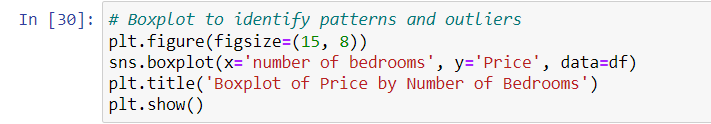 In [30]: # Boxplot to identify patterns and outliers
plt.figure(figsize=(15, 8))
sns.boxplot(x='number of bedrooms', y='Price', data=df)
plt.title('Boxplot of Price by Number of Bedrooms')
plt.show()